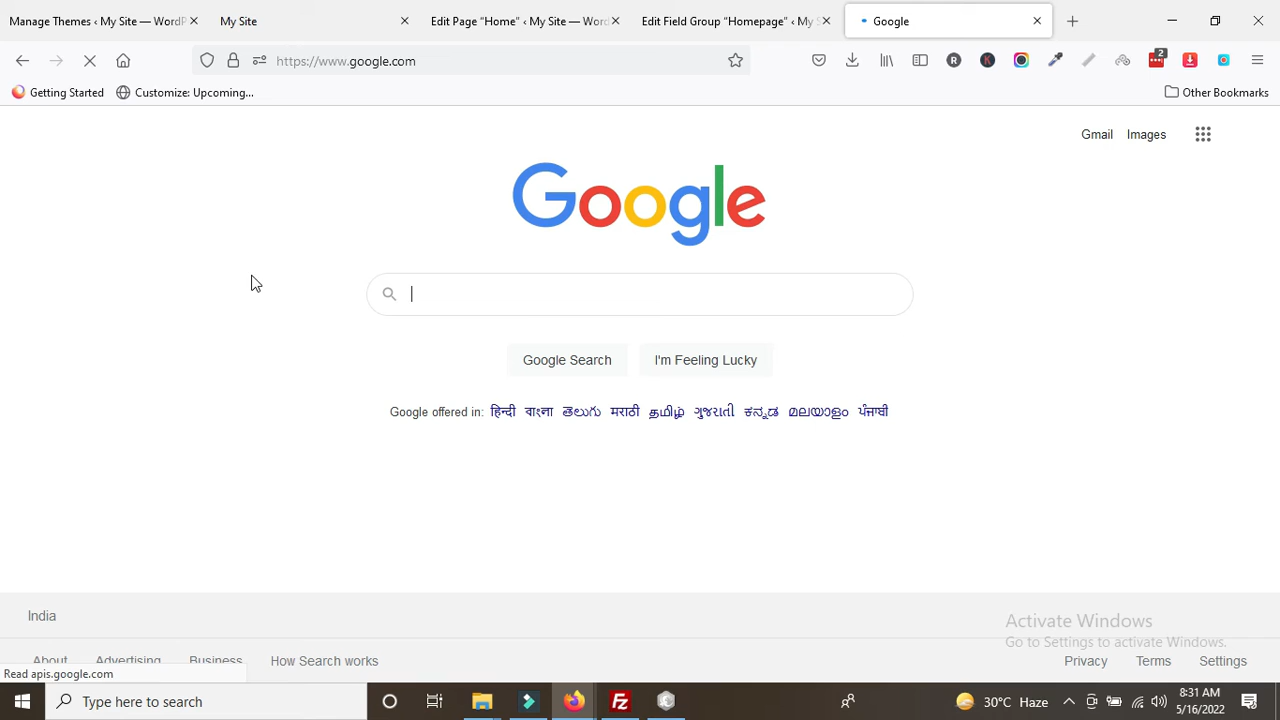 Manage Themes ‹ My Site — WordP
My Site
Edit Page “Home” ‹ My Site — Word
Edit Field Group “Homepage” ‹ My S
Google
https://www.google.com
R
K
2
Getting Started
Customize: Upcoming...
Other Bookmarks
Gmail
Images
Google
Google Search
I'm Feeling Lucky
Google offered in: हिन्दी বাংলা తెలుగు मराठी தமிழ் ગુજરાતી ಕನ್ನಡ മലയാളം ਪੰਜਾਬੀ
India
Activate Windows
Go to Settings to activate Windows.
About
Advertising
Business
How Search works
Privacy
Terms
Settings
Read apis.google.com
Type here to search
Fz
30°C Haze
8:31 AM
5/16/2022